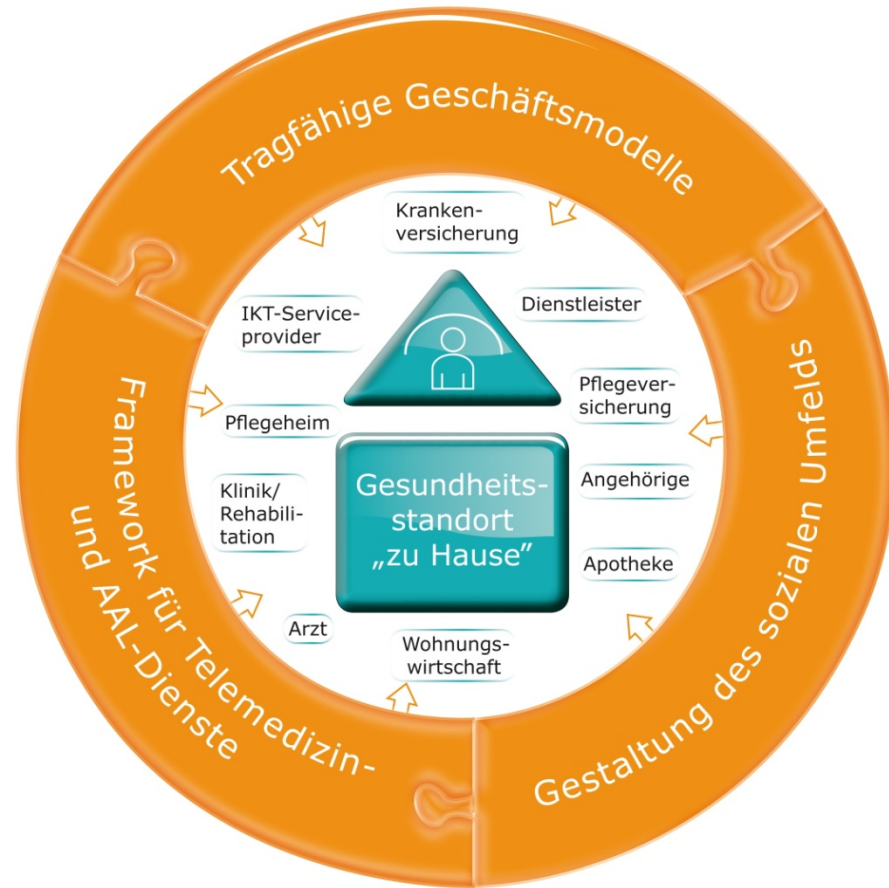 Tragfähige Geschäftsmodelle
Kranken-
versicherung
IKT-Service-
provider
Dienstleister
Pflegeheim
Pflegever-
sicherung
Klinik/
Rehabili-
tation
Angehörige
Apotheke
Arzt
Wohnungs-
wirtschaft
Gesundheits-
standort
„zu Hause”
Framework für Telemedizin-
und AAL-Dienste
Gestaltung des sozialen Umfelds